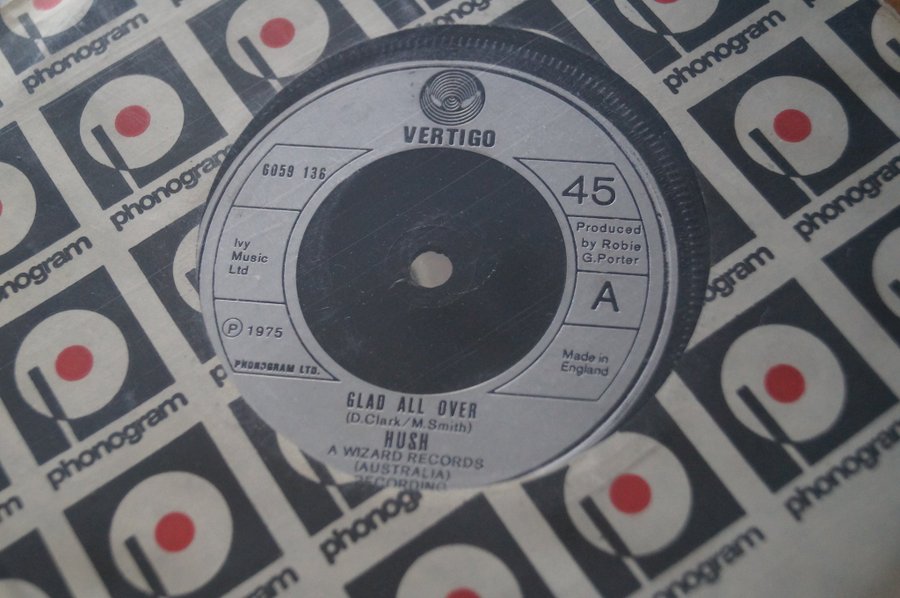 VERTIGO
6059 136
Ivy
Music
Ltd
℗ 1975
PHONOGRAM LTD.
45
Produced
by Robie
G.Porter
A
Made in
England
GLAD ALL OVER
(D.Clark/M.Smith)
HUSH
A WIZARD RECORDS
(AUSTRALIA)
RECORDING
phonogram
phonogram
phonogram
phonogram
phonogram
phonogram
phonogram
phonogram
phonogram